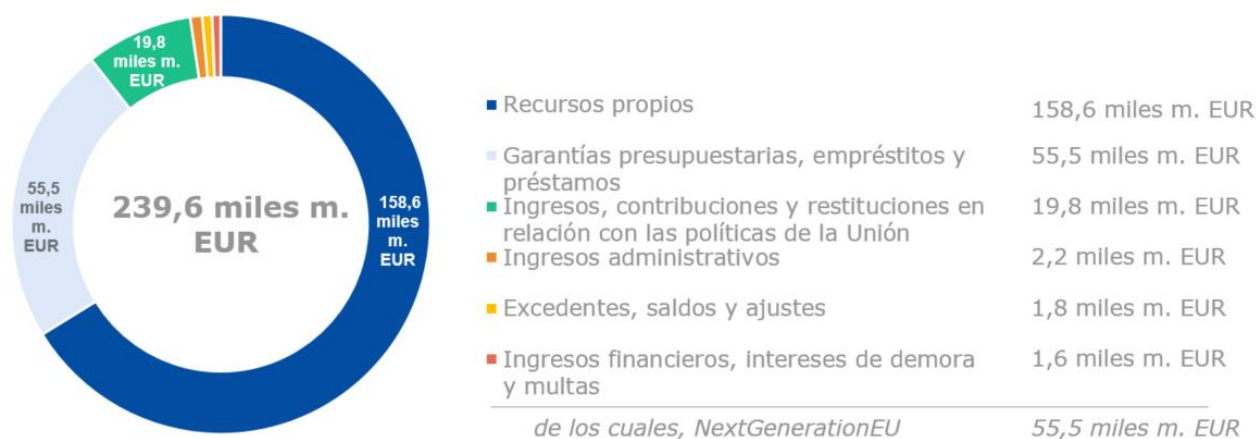 19,8
miles m.
EUR
55,5
miles
m.
EUR
239,6 miles m.
EUR
158,6
miles
m.
EUR
Recursos propios 158,6 miles m. EUR
Garantías presupuestarias, empréstitos y 55,5 miles m. EUR
préstamos
Ingresos, contribuciones y restituciones en 19,8 miles m. EUR
relación con las políticas de la Unión
Ingresos administrativos 2,2 miles m. EUR
Excedentes, saldos y ajustes 1,8 miles m. EUR
Ingresos financieros, intereses de demora 1,6 miles m. EUR
y multas
de los cuales, NextGenerationEU 55,5 miles m. EUR